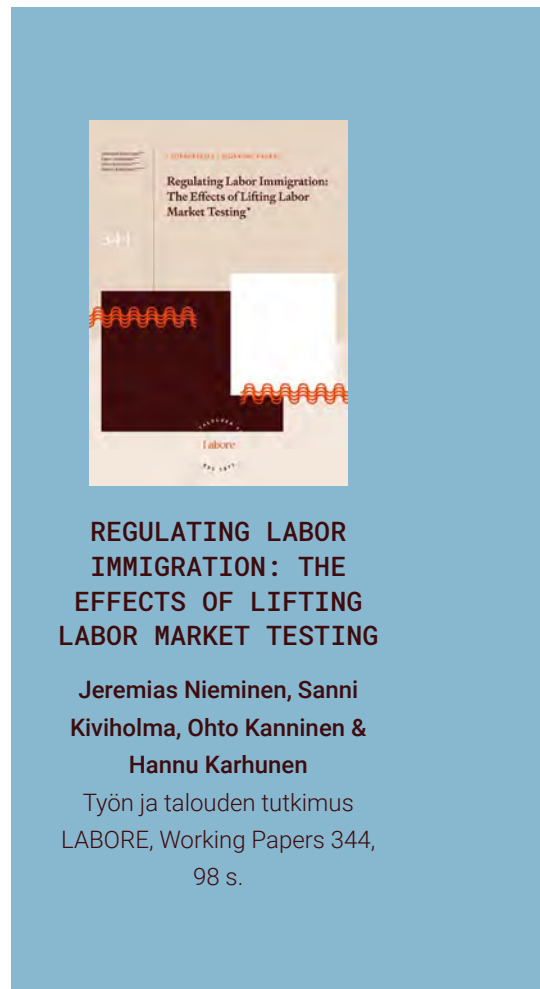 Regulating Labor Immigration:
The Effects of Lifting Labor
Market Testing*
344
Labore
REGULATING LABOR
IMMIGRATION: THE
EFFECTS OF LIFTING
LABOR MARKET TESTING
Jeremias Nieminen, Sanni
Kiviholma, Ohto Kanninen &
Hannu Karhunen
Työn ja talouden tutkimus
LABORE, Working Papers 344,
98 s.